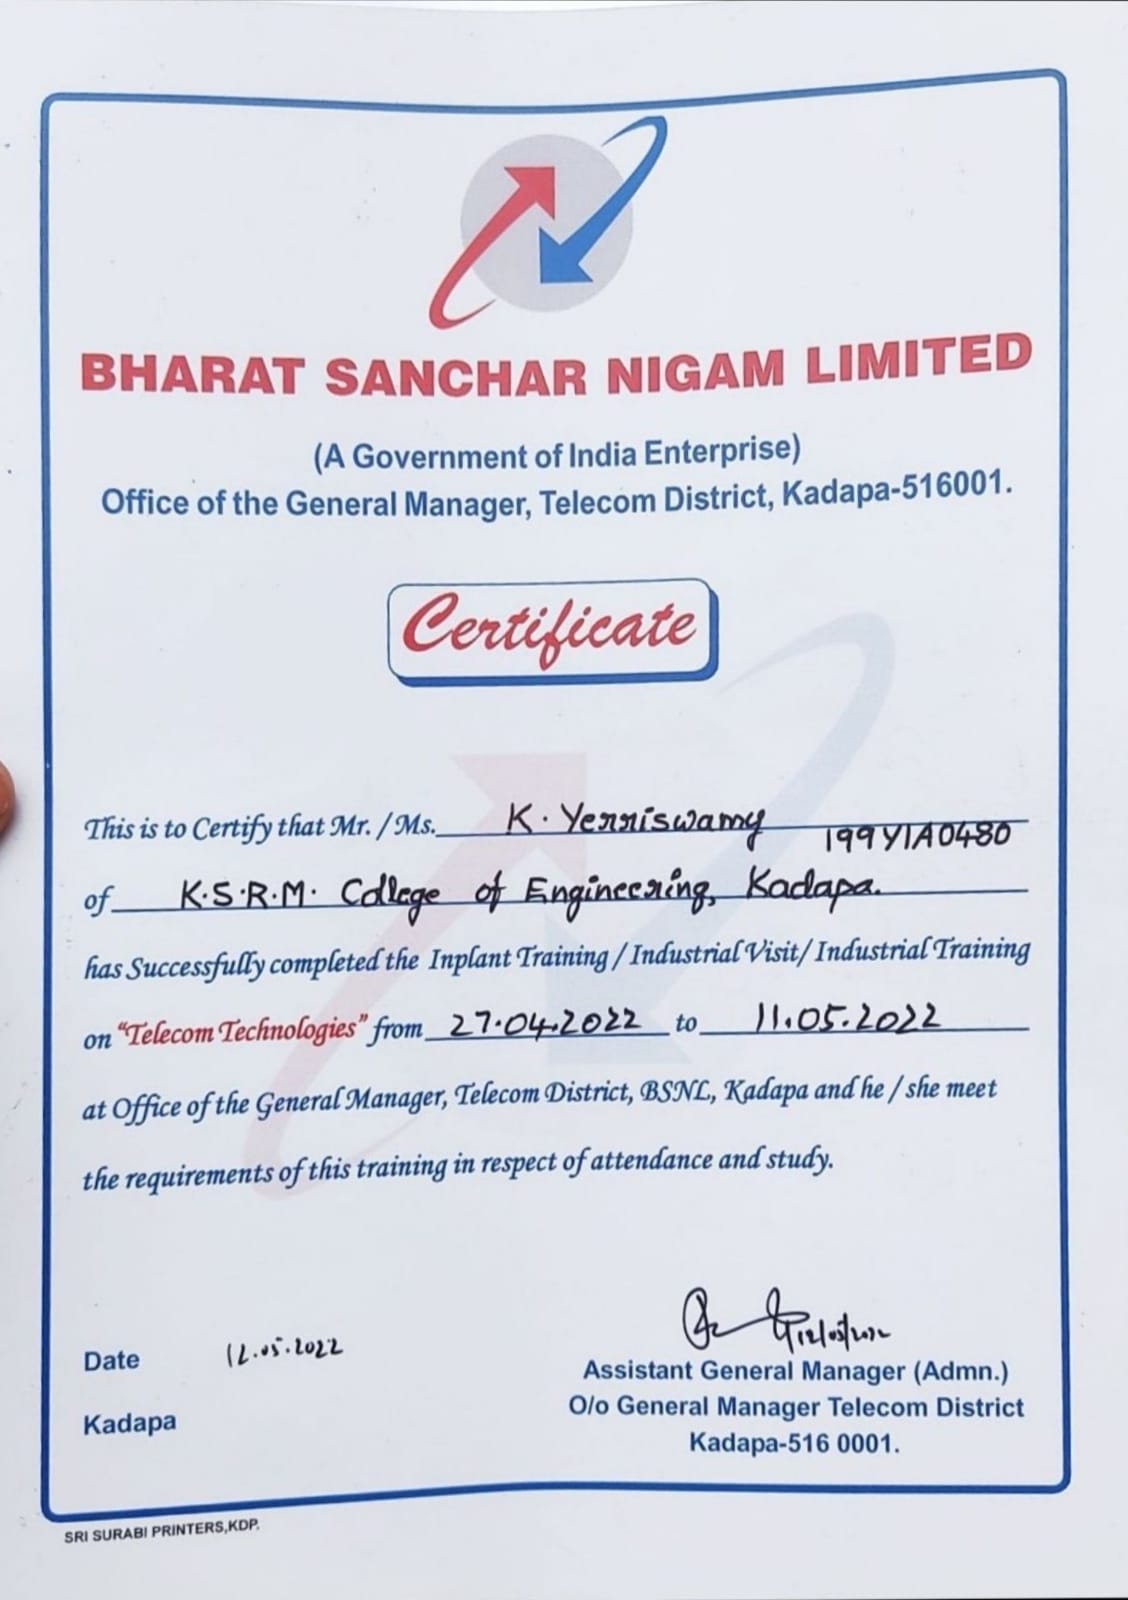 BHARAT SANCHAR NIGAM LIMITED
(A Government of India Enterprise)
Office of the General Manager, Telecom District, Kadapa-516001.
Certificate
This is to Certify that Mr. / Ms. K. Yerriswamy 199Y1A0480
of K.S.R.M. College of Engineering, Kadapa.
has Successfully completed the Inplant Training / Industrial Visit/ Industrial Training
on “Telecom Technologies” from 27.04.2022 to 11.05.2022
at Office of the General Manager, Telecom District, BSNL, Kadapa and he / she meet
the requirements of this training in respect of attendance and study.
12/05/2022
Date 12.05.2022
Assistant General Manager (Admn.)
O/o General Manager Telecom District
Kadapa
Kadapa-516 0001.
SRI SURABI PRINTERS,KDP.